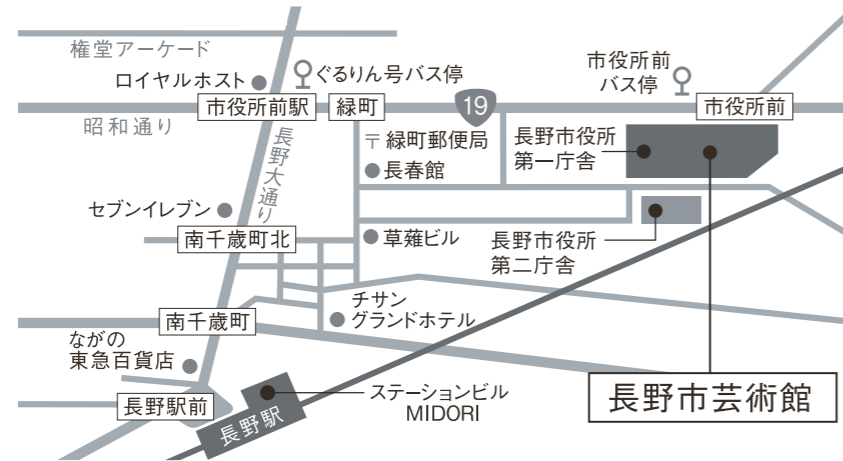 権堂アーケード
ロイヤルホスト
ぐるりん号バス停
市役所前
バス停
市役所前駅
緑町
19
市役所前
昭和通り
長野大通り
〒緑町郵便局
長野市役所
第一庁舎
長春館
セブンイレブン
南千歳町北
草薙ビル
長野市役所
第二庁舎
チサン
グランドホテル
南千歳町
ながの
東急百貨店
長野駅前
長野駅
ステーションビル
MIDORI
長野市芸術館